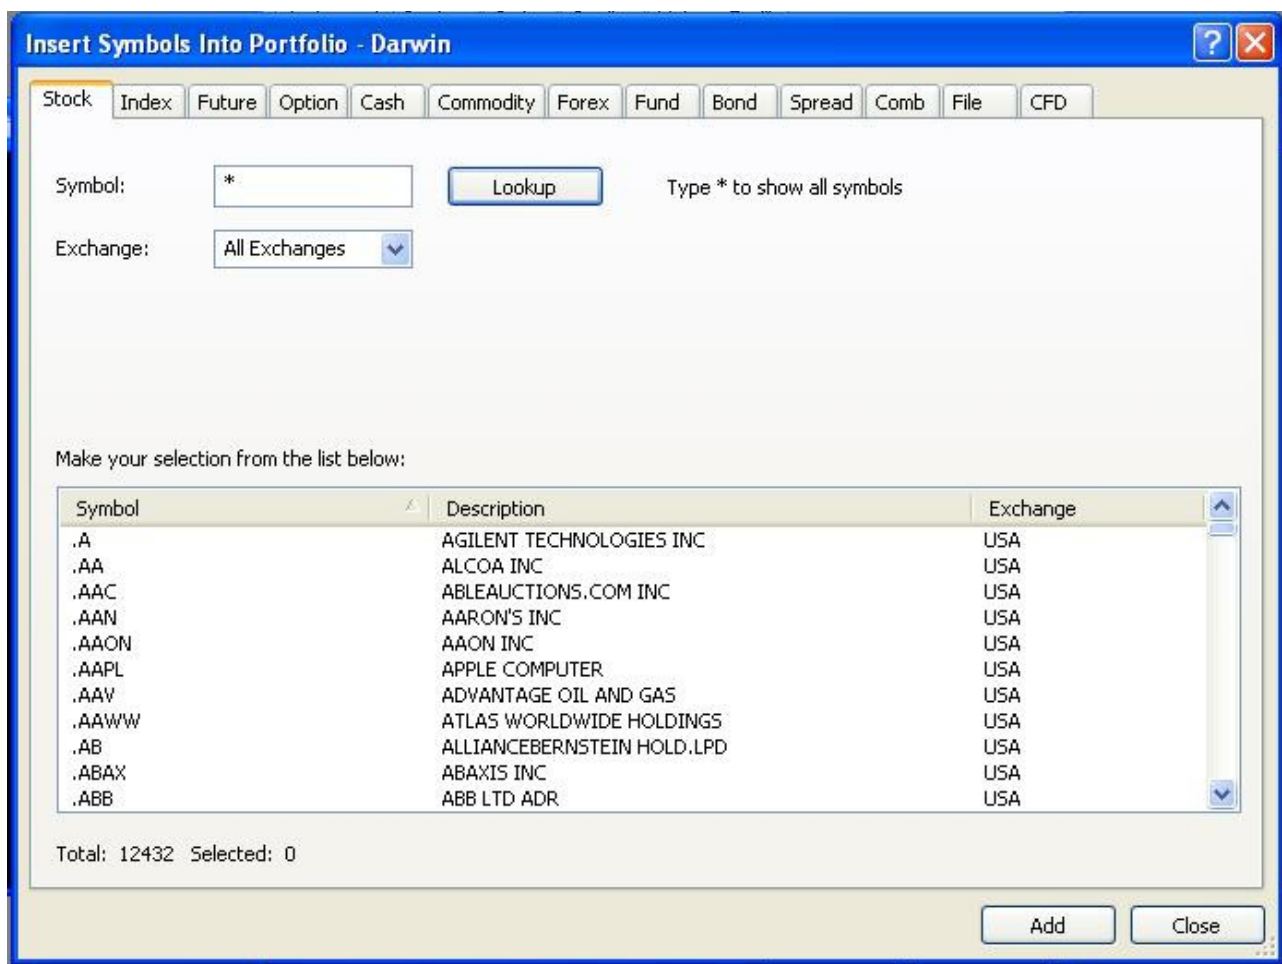 Insert Symbols Into Portfolio - Darwin
Stock Index Future Option Cash Commodity Forex Fund Bond Spread Comb File CFD
Symbol: * Lookup Type * to show all symbols
Exchange: All Exchanges
Make your selection from the list below:
Symbol Description Exchange
.A AGILENT TECHNOLOGIES INC USA
.AA ALCOA INC USA
.AAC ABLEAUCTIONS.COM INC USA
.AAN AARON'S INC USA
.AAON AAON INC USA
.AAPL APPLE COMPUTER USA
.AAV ADVANTAGE OIL AND GAS USA
.AAWW ATLAS WORLDWIDE HOLDINGS USA
.AB ALLIANCEBERNSTEIN HOLD.LPD USA
.ABAX ABAXIS INC USA
.ABB ABB LTD ADR USA
Total: 12432 Selected: 0
Add Close